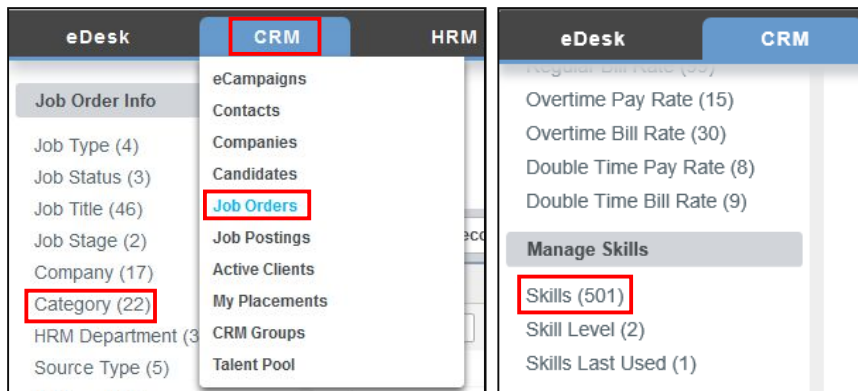 eDesk CRM HRM
eCampaigns
Contacts
Companies
Candidates
Job Orders
Job Postings
Active Clients
My Placements
CRM Groups
Talent Pool
Job Order Info
Job Type (4)
Job Status (3)
Job Title (46)
Job Stage (2)
Company (17)
Category (22)
HRM Department (3
Source Type (5)
eDesk CRM
Overtime Pay Rate (15)
Overtime Bill Rate (30)
Double Time Pay Rate (8)
Double Time Bill Rate (9)
Manage Skills
Skills (501)
Skill Level (2)
Skills Last Used (1)